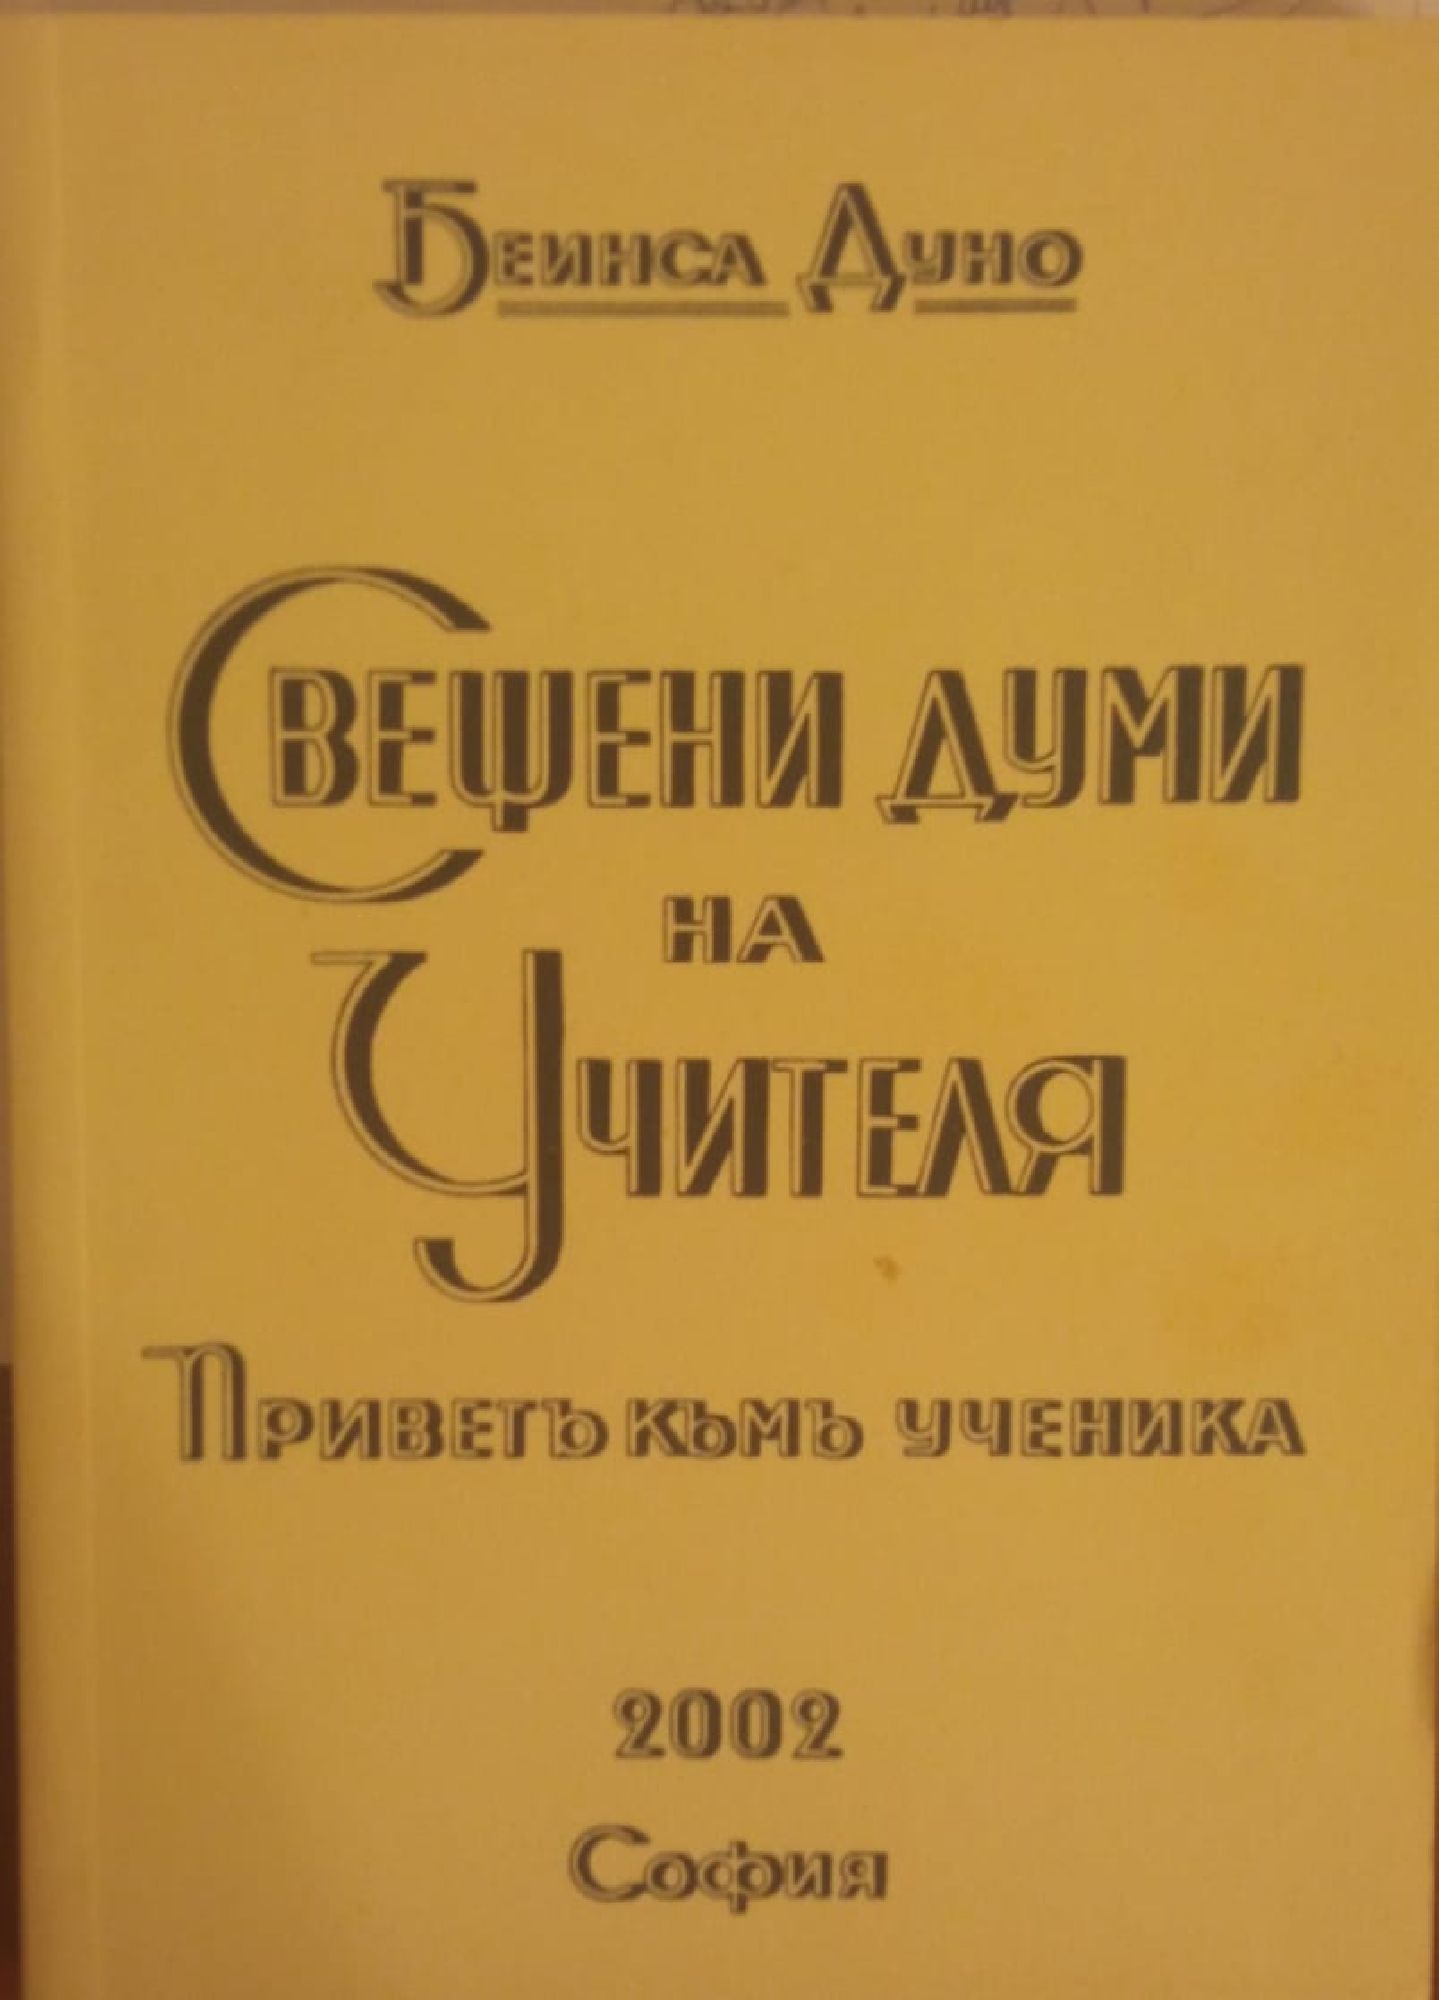 Беинса Дуно
Свещени думи
на
Учителя
Приветъ къмъ ученика
2002
София